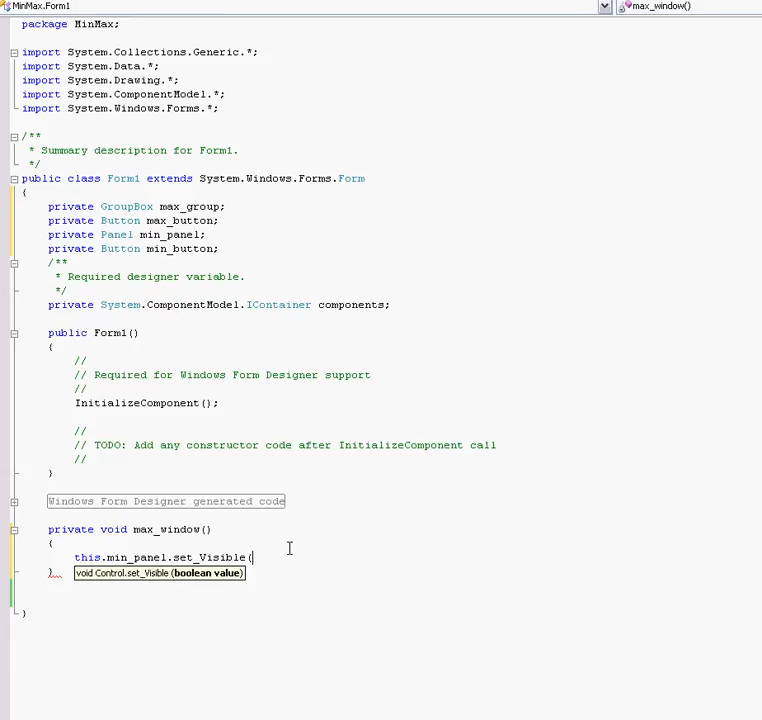 MinMax.Form1
max_window()
package MinMax;
import System.Collections.Generic.*;
import System.Data.*;
import System.Drawing.*;
import System.ComponentModel.*;
import System.Windows.Forms.*;
/**
* Summary description for Form1.
*/
public class Form1 extends System.Windows.Forms.Form
{
private GroupBox max_group;
private Button max_button;
private Panel min_panel;
private Button min_button;
/**
* Required designer variable.
*/
private System.ComponentModel.IContainer components;
public Form1()
{
//
// Required for Windows Form Designer support
//
InitializeComponent();
//
// TODO: Add any constructor code after InitializeComponent call
//
}
Windows Form Designer generated code
private void max_window()
{
this.min_panel.set_Visible(
}
void Control.set_Visible (boolean value)
}